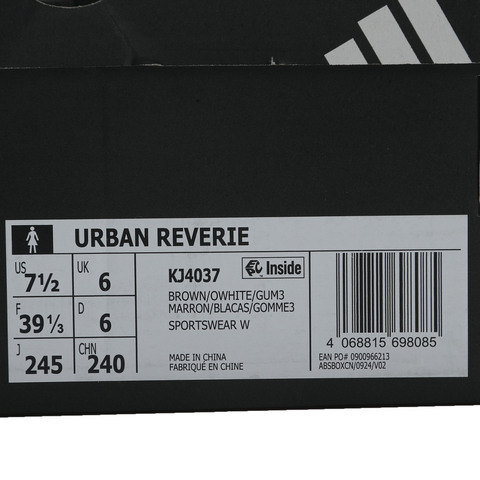 URBAN REVERIE
US 7½ UK 6
F 39⅓ D 6
J 245 CHN 240
KJ4037 Inside
BROWN/OWHITE/GUM3
MARRON/BLACAS/GOMME3
SPORTSWEAR W
MADE IN CHINA
FABRIQUÉ EN CHINE
4 068815 698085
EAN PO# 0900966213
ABSBOXCN/0924/V02